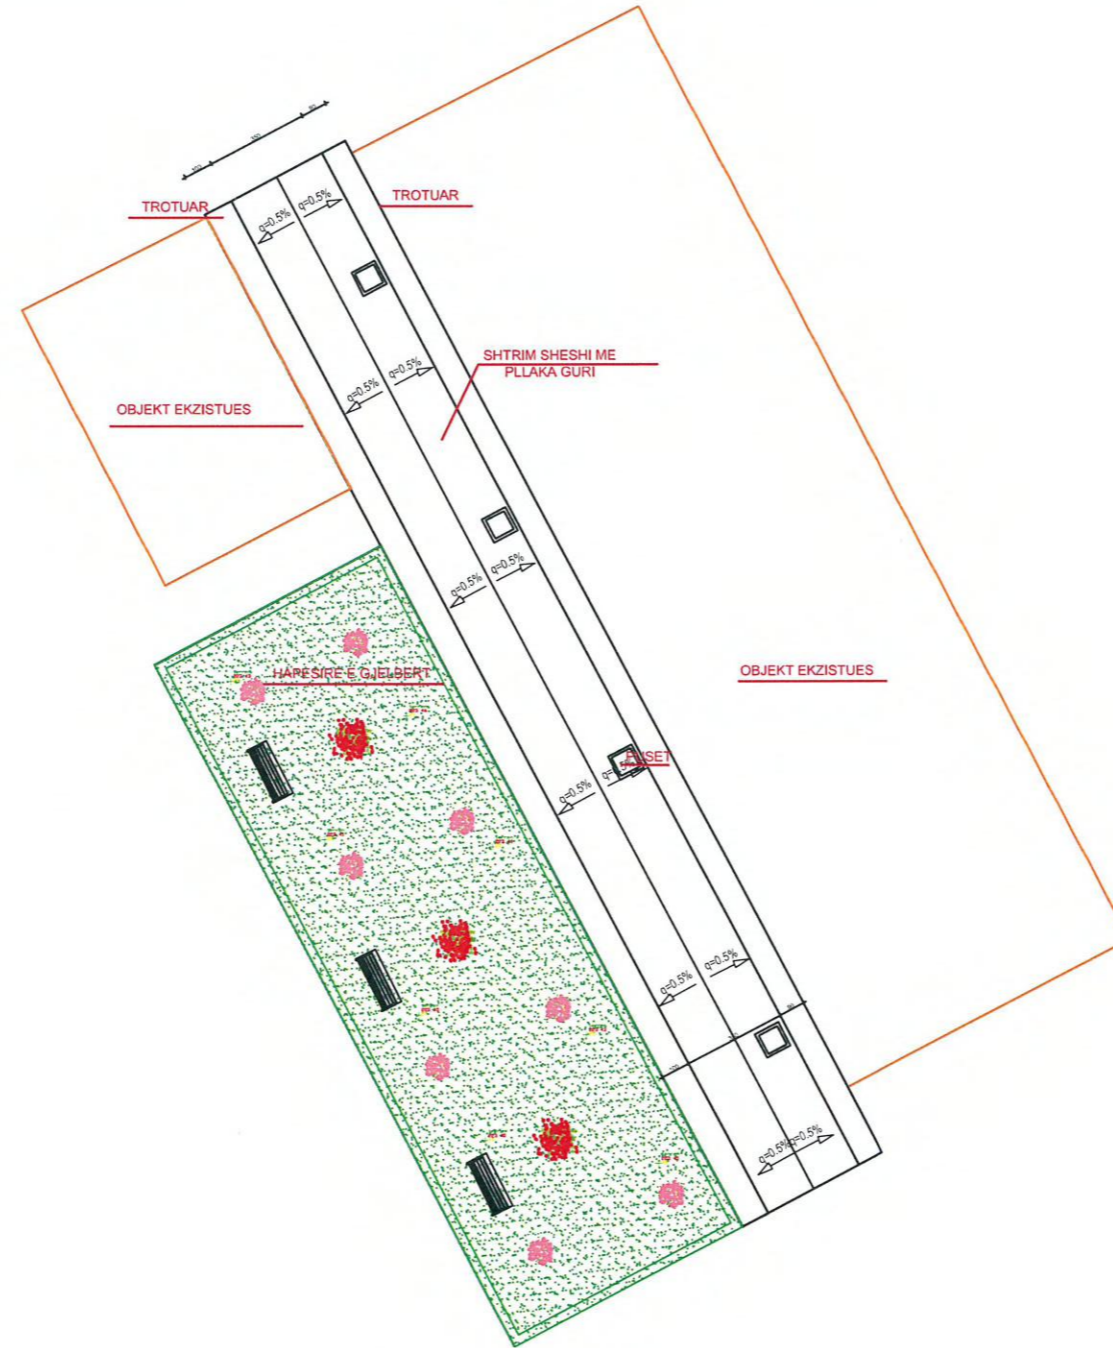 TROTUAR
TROTUAR
q=0.5%
q=0.5%
SHTRIM SHESHI ME
PLLAKA GURI
q=0.5%
q=0.5%
OBJEKT EKZISTUES
q=0.5%
q=0.5%
HAPESIRE E GJELBERT
OBJEKT EKZISTUES
PUSET
q=0.5%
q=0.5%
q=0.5%
q=0.5%
q=0.5%